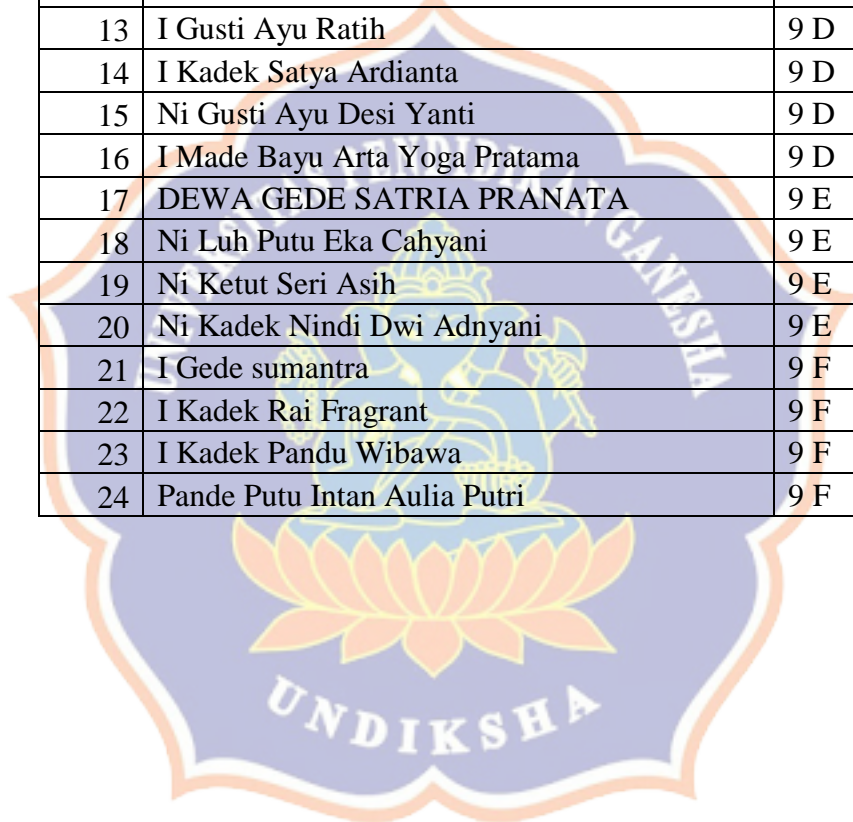 13 I Gusti Ayu Ratih 9 D
14 I Kadek Satya Ardianta 9 D
15 Ni Gusti Ayu Desi Yanti 9 D
16 I Made Bayu Arta Yoga Pratama 9 D
17 DEWA GEDE SATRIA PRANATA 9 E
18 Ni Luh Putu Eka Cahyani 9 E
19 Ni Ketut Seri Asih 9 E
20 Ni Kadek Nindi Dwi Adnyani 9 E
21 I Gede sumantra 9 F
22 I Kadek Rai Fragrant 9 F
23 I Kadek Pandu Wibawa 9 F
24 Pande Putu Intan Aulia Putri 9 F
UNIVERSITAS PENDIDIKAN GANESHA
UNDIKSHA